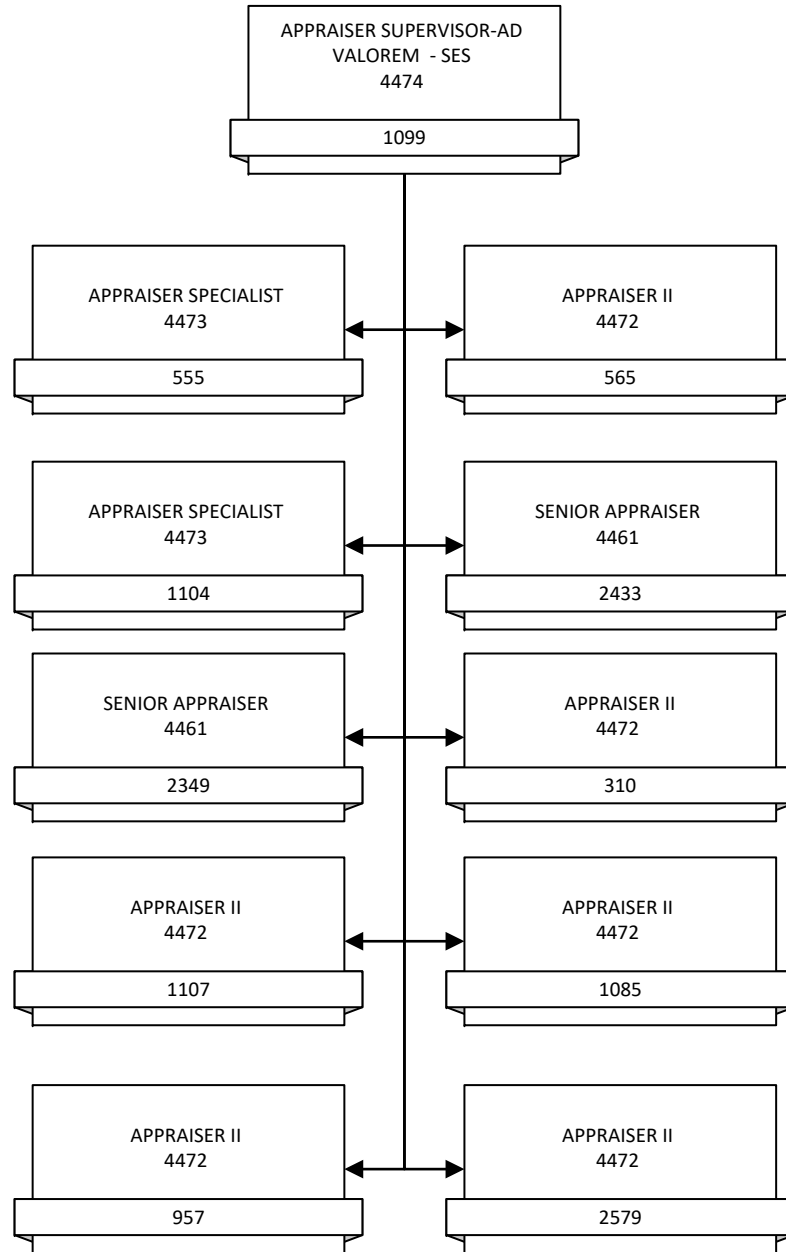 APPRAISER SUPERVISOR-AD
VALOREM - SES
4474
1099
APPRAISER SPECIALIST
4473
555
APPRAISER II
4472
565
APPRAISER SPECIALIST
4473
1104
SENIOR APPRAISER
4461
2433
SENIOR APPRAISER
4461
2349
APPRAISER II
4472
310
APPRAISER II
4472
1107
APPRAISER II
4472
1085
APPRAISER II
4472
957
APPRAISER II
4472
2579